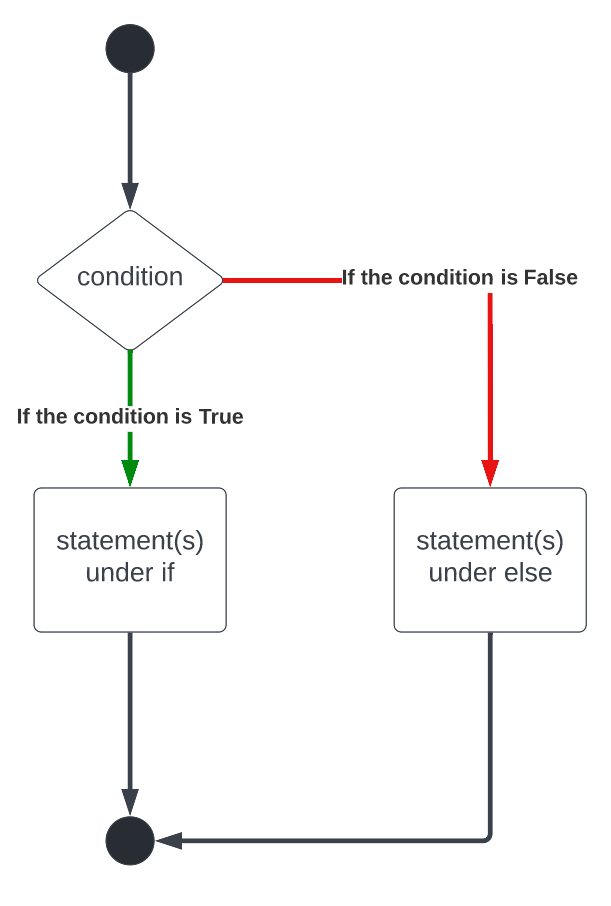 condition
If the condition is False
If the condition is True
statement(s)
under if
statement(s)
under else